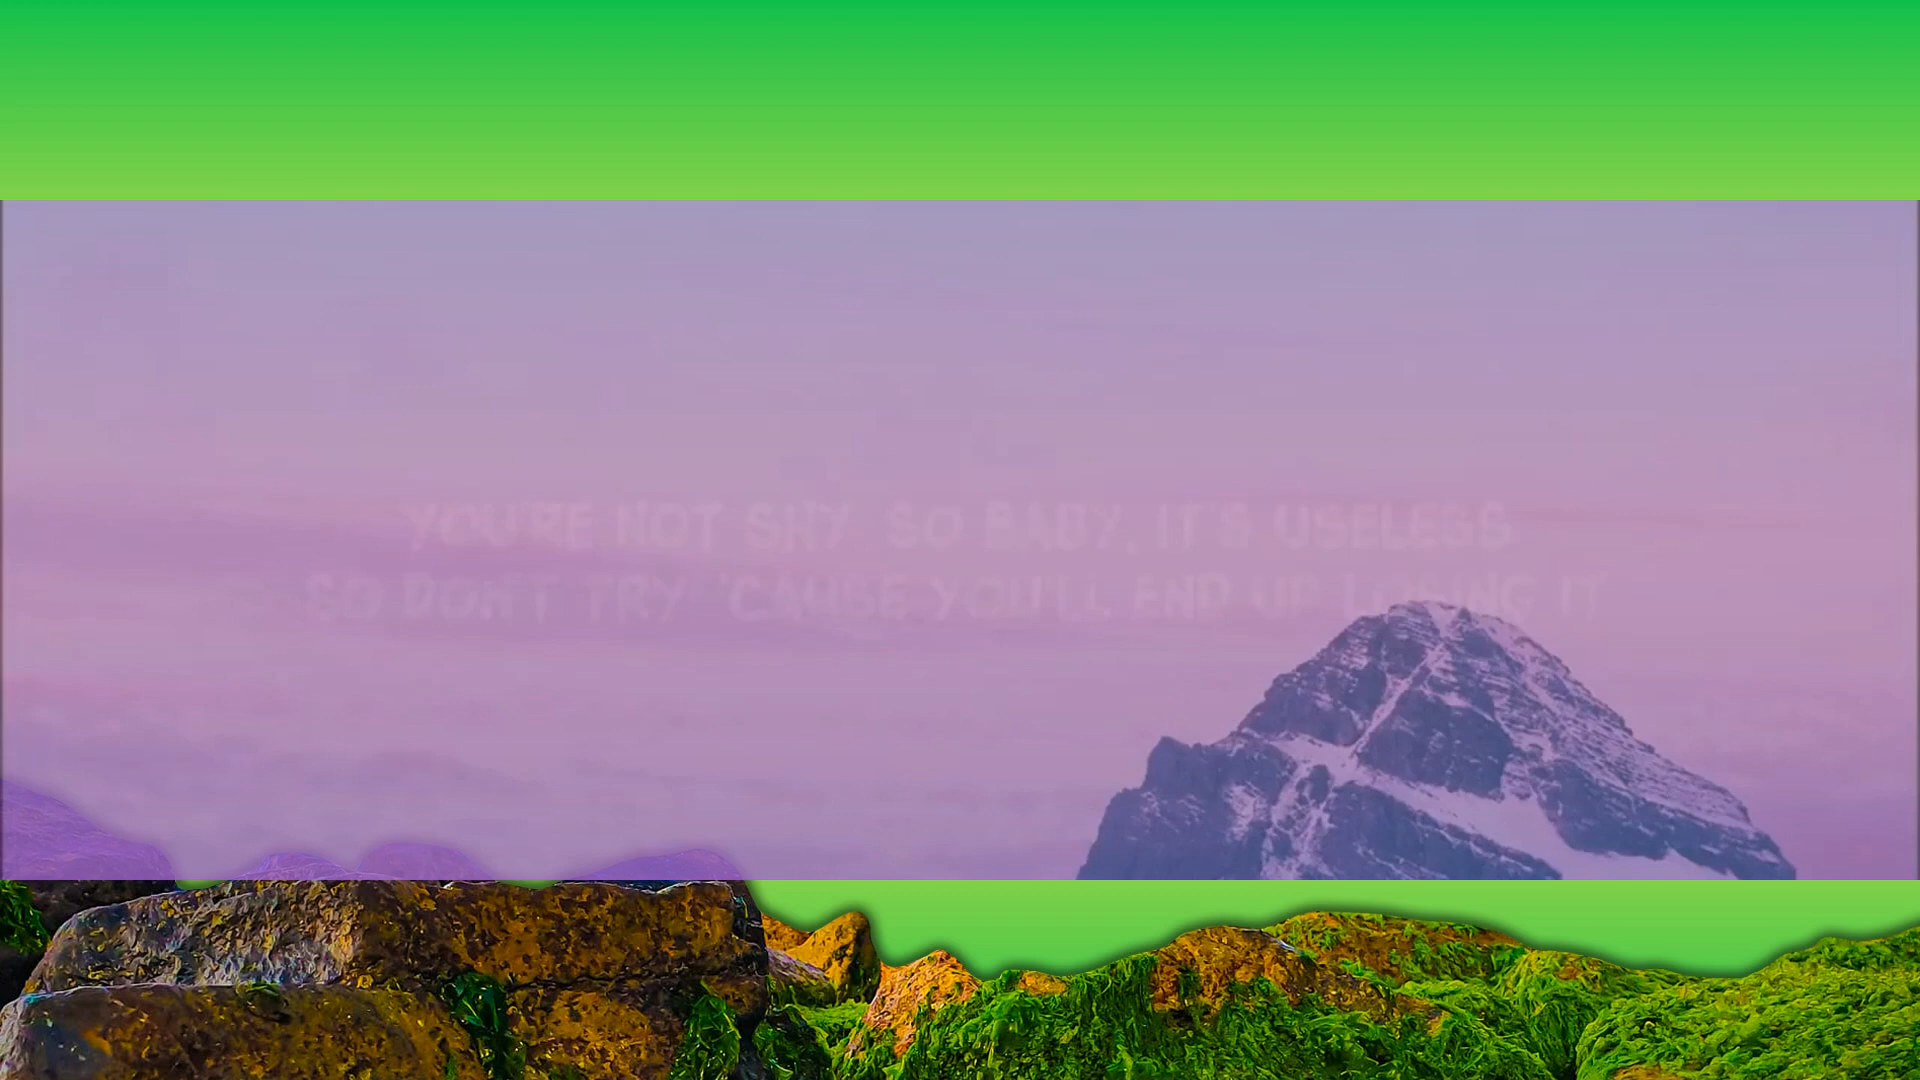 YOU'RE NOT SHY, SO BABY, IT'S USELESS
SO DON'T TRY 'CAUSE YOU'LL END UP LOSING IT